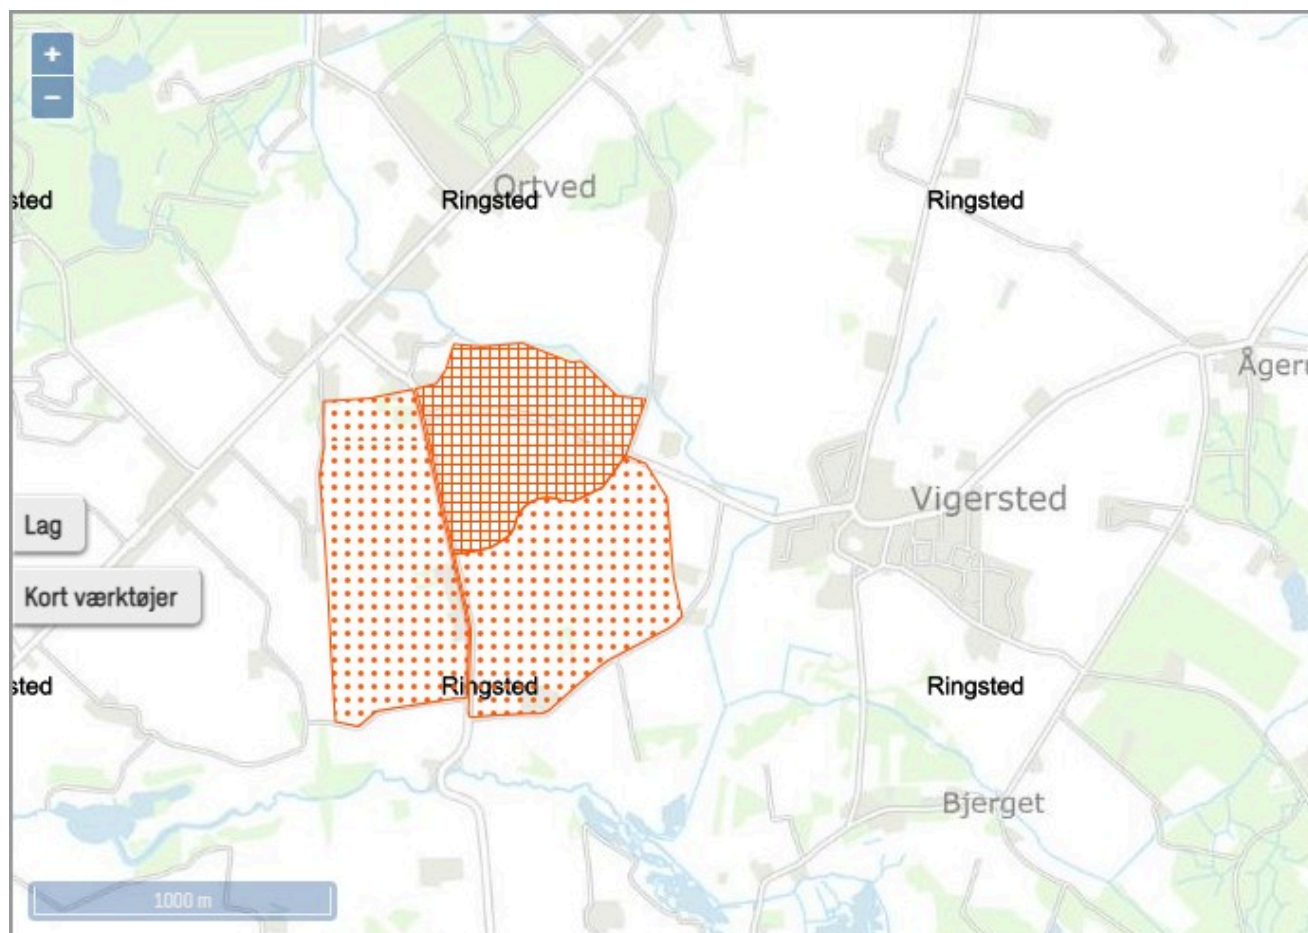 +
−
Ortved
sted
Ringsted
Ringsted
Ågeru
Vigersted
Lag
Kort værktøjer
sted
Ringsted
Ringsted
Bjerget
1000 m